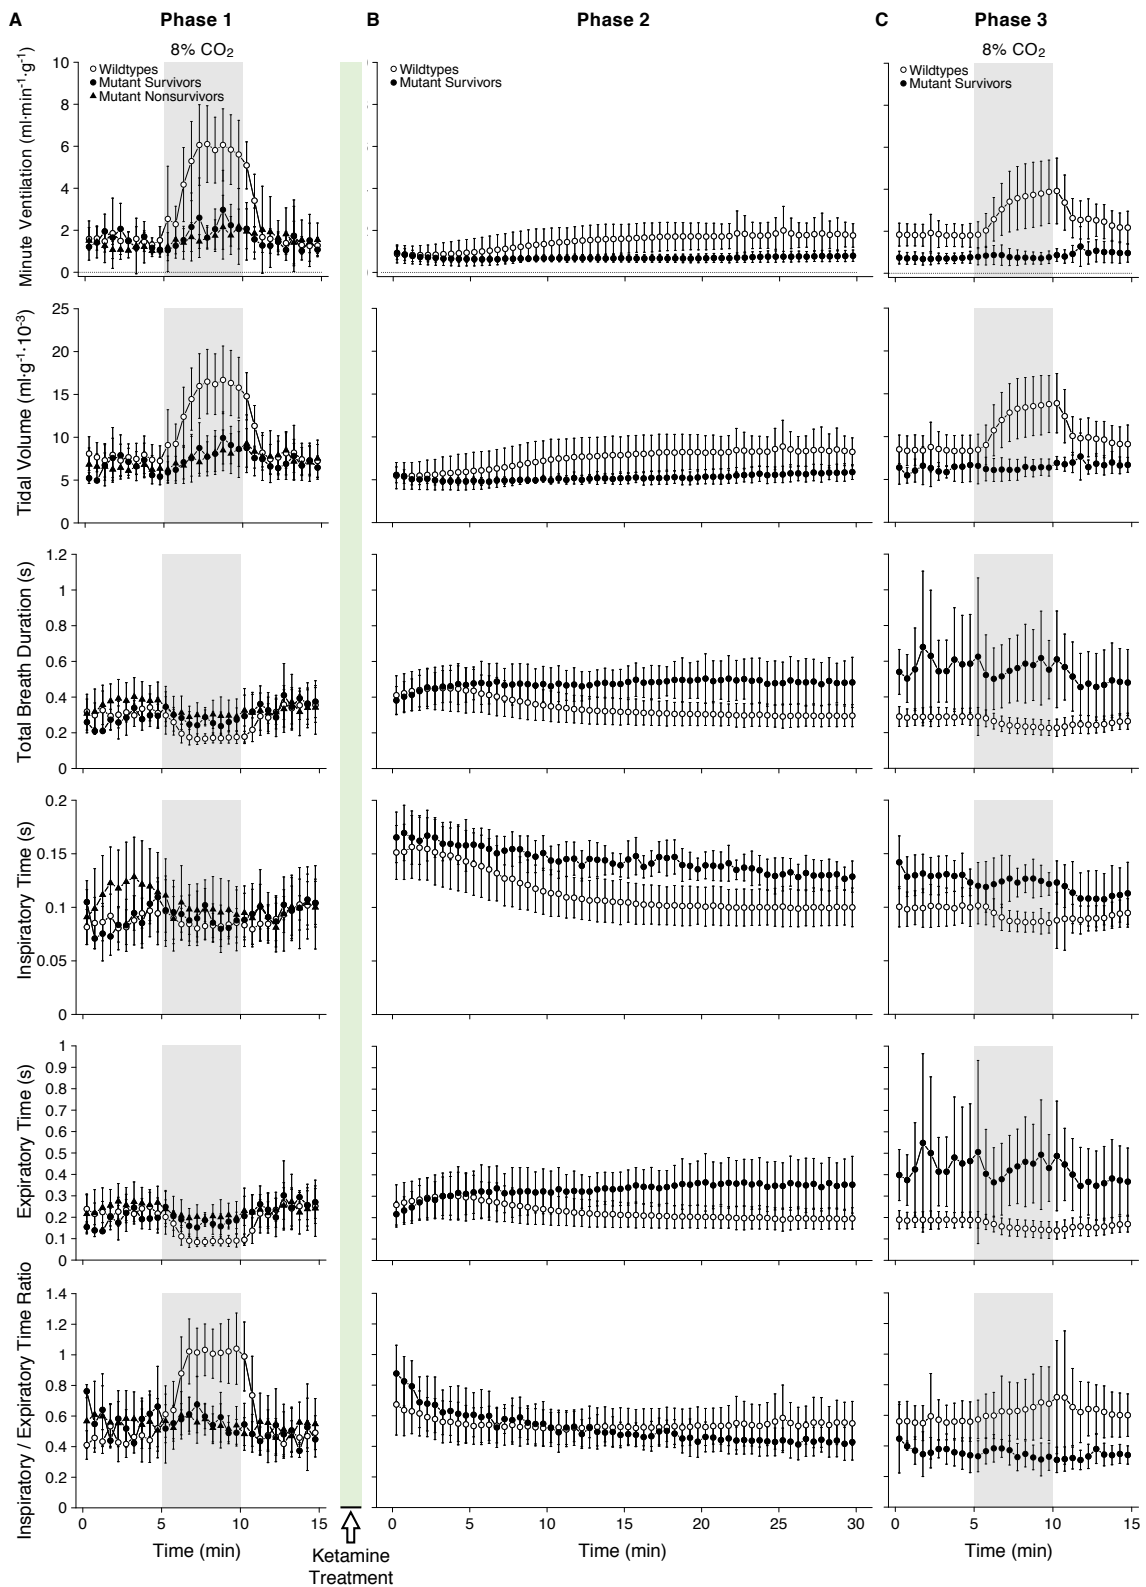 A Phase 1
B Phase 2
C Phase 3
8% CO₂
8% CO₂
Wildtypes
Mutant Survivors
Mutant Nonsurvivors
Wildtypes
Mutant Survivors
Wildtypes
Mutant Survivors
Minute Ventilation (ml·min⁻¹·g⁻¹)
10
8
6
4
2
0
Tidal Volume (ml·g⁻¹·10⁻³)
25
20
15
10
5
0
Total Breath Duration (s)
1.2
1
0.8
0.6
0.4
0.2
0
Inspiratory Time (s)
0.2
0.15
0.1
0.05
0
Expiratory Time (s)
1
0.9
0.8
0.7
0.6
0.5
0.4
0.3
0.2
0.1
0
Inspiratory / Expiratory Time Ratio
1.4
1.2
1
0.8
0.6
0.4
0.2
0
0 5 10 15
0 5 10 15 20 25 30
0 5 10 15
Time (min)
Time (min)
Time (min)
Ketamine
Treatment